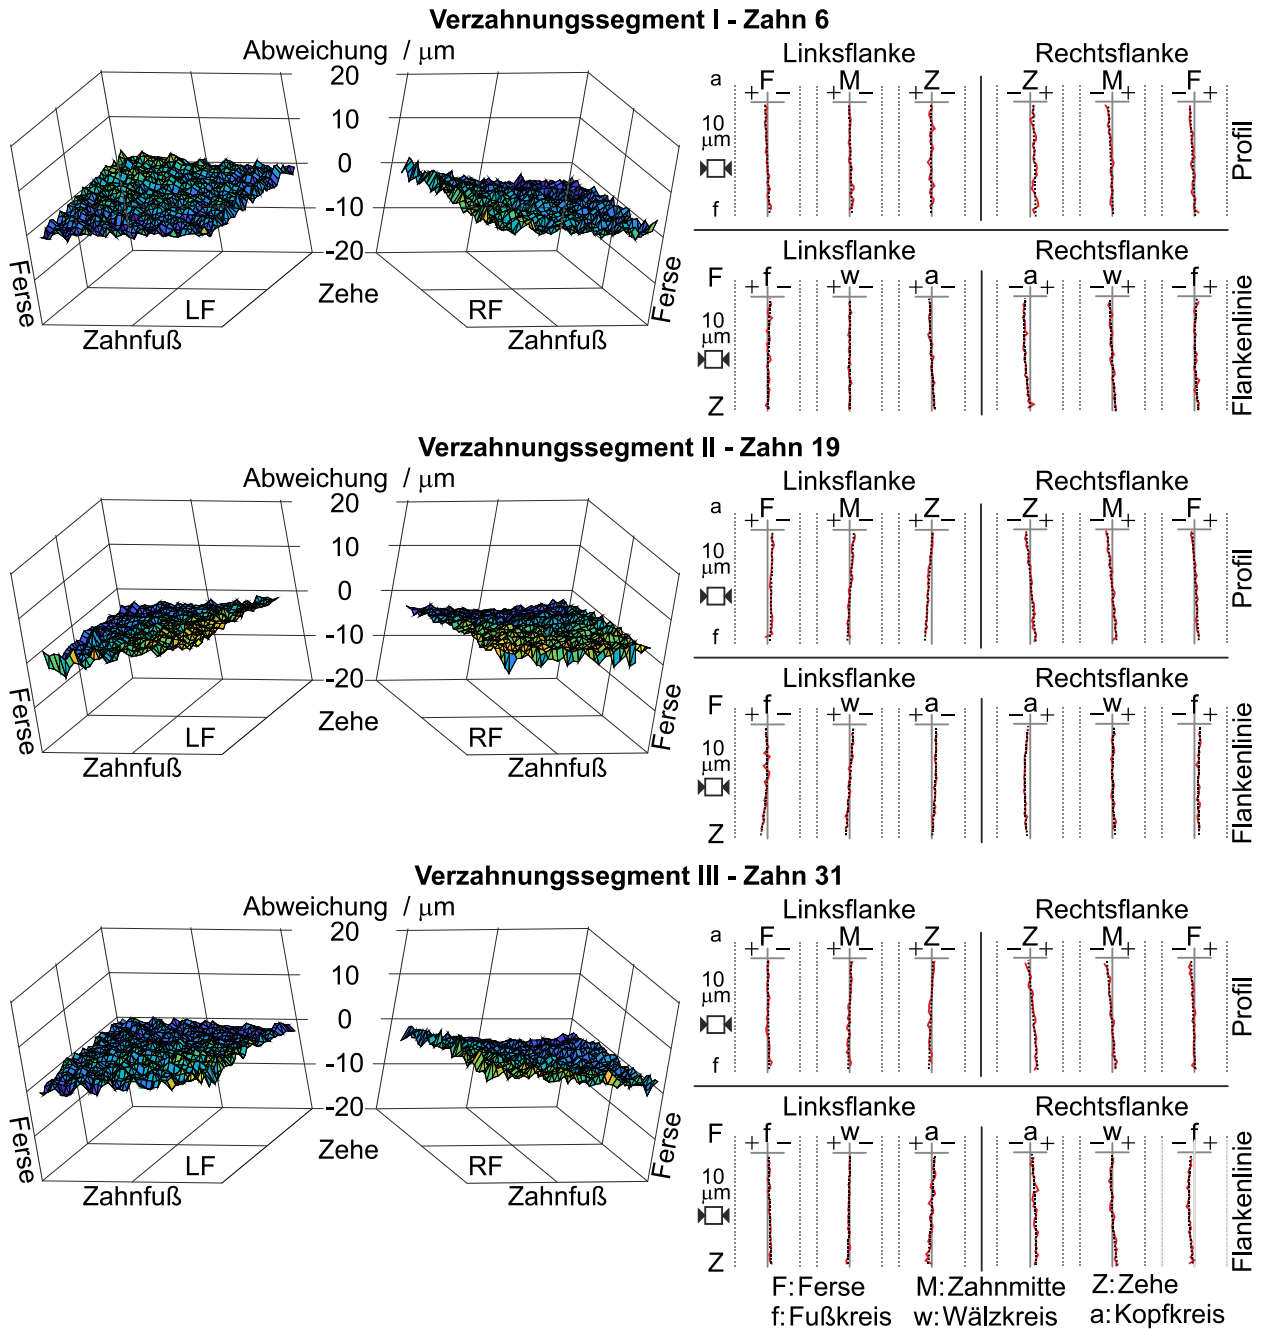 Verzahnungssegment I - Zahn 6
Abweichung / μm
20
10
0
-10
-20
Ferse
Zahnfuß
LF
Zehe
RF
Zahnfuß
Ferse
Linksflanke Rechtsflanke
a +F− +M− +Z− −Z+ −M+ −F+
10
μm
f
Profil
Linksflanke Rechtsflanke
F +f− +w− +a− −a+ −w+ −f+
10
μm
Z
Flankenlinie
Verzahnungssegment II - Zahn 19
Abweichung / μm
20
10
0
-10
-20
Ferse
Zahnfuß
LF
Zehe
RF
Zahnfuß
Ferse
Linksflanke Rechtsflanke
a +F− +M− +Z− −Z+ −M+ −F+
10
μm
f
Profil
Linksflanke Rechtsflanke
F +f− +w− +a− −a+ −w+ −f+
10
μm
Z
Flankenlinie
Verzahnungssegment III - Zahn 31
Abweichung / μm
20
10
0
-10
-20
Ferse
Zahnfuß
LF
Zehe
RF
Zahnfuß
Ferse
Linksflanke Rechtsflanke
a +F− +M− +Z− −Z+ −M+ −F+
10
μm
f
Profil
Linksflanke Rechtsflanke
F +f− +w− +a− −a+ −w+ −f+
10
μm
Z
Flankenlinie
F:Ferse M:Zahnmitte Z:Zehe
f:Fußkreis w:Wälzkreis a:Kopfkreis